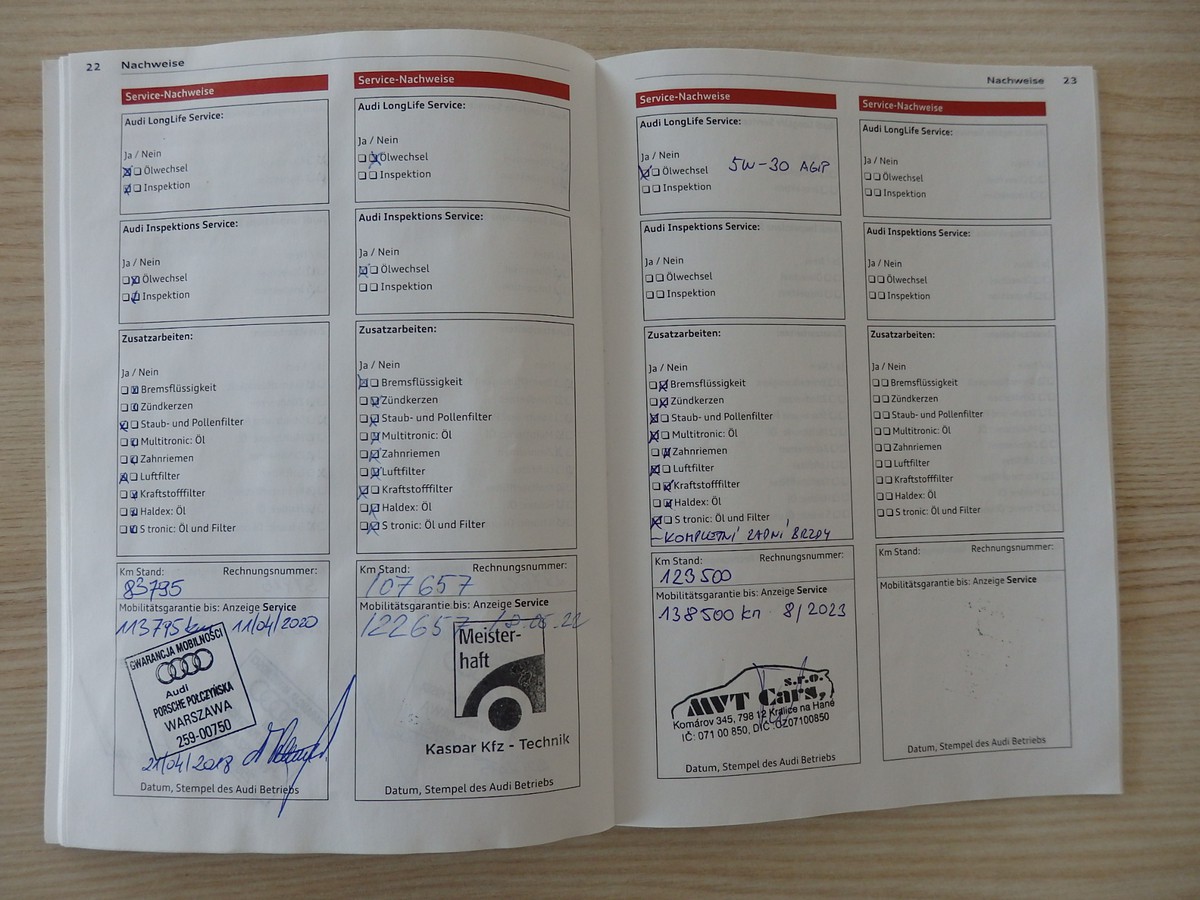 22 Nachweise
Service-Nachweise
Audi LongLife Service:
Ja / Nein
Ölwechsel
Inspektion
Audi Inspektions Service:
Ja / Nein
Ölwechsel
Inspektion
Zusatzarbeiten:
Ja / Nein
Bremsflüssigkeit
Zündkerzen
Staub- und Pollenfilter
Multitronic: Öl
Zahnriemen
Luftfilter
Kraftstofffilter
Haldex: Öl
S tronic: Öl und Filter
Km Stand: Rechnungsnummer:
83795
Mobilitätsgarantie bis: Anzeige Service
113795 km 11/04/2020
GWARANCJA MOBILNOŚCI
Audi
PORSCHE POŁCZYŃSKA
WARSZAWA
259-00750
21/04/2018
Datum, Stempel des Audi Betriebs
Service-Nachweise
Audi LongLife Service:
Ja / Nein
Ölwechsel
Inspektion
Audi Inspektions Service:
Ja / Nein
Ölwechsel
Inspektion
Zusatzarbeiten:
Ja / Nein
Bremsflüssigkeit
Zündkerzen
Staub- und Pollenfilter
Multitronic: Öl
Zahnriemen
Luftfilter
Kraftstofffilter
Haldex: Öl
S tronic: Öl und Filter
Km Stand: Rechnungsnummer:
107657
Mobilitätsgarantie bis: Anzeige Service
122657
Meister-
haft
Kaspar Kfz - Technik
Datum, Stempel des Audi Betriebs
Nachweise 23
Service-Nachweise
Audi LongLife Service:
Ja / Nein
Ölwechsel 5W-30 AGIP
Inspektion
Audi Inspektions Service:
Ja / Nein
Ölwechsel
Inspektion
Zusatzarbeiten:
Ja / Nein
Bremsflüssigkeit
Zündkerzen
Staub- und Pollenfilter
Multitronic: Öl
Zahnriemen
Luftfilter
Kraftstofffilter
Haldex: Öl
S tronic: Öl und Filter
- KOMPLETNÍ ZADNÍ BRZDY
Km Stand: Rechnungsnummer:
123500
Mobilitätsgarantie bis: Anzeige Service
138500 km 8/2023
MVT Cars, s.r.o.
Komárov 345, 798 12 Kralice na Hané
IČ: 071 00 850, DIČ: CZ07100850
Datum, Stempel des Audi Betriebs
Service-Nachweise
Audi LongLife Service:
Ja / Nein
Ölwechsel
Inspektion
Audi Inspektions Service:
Ja / Nein
Ölwechsel
Inspektion
Zusatzarbeiten:
Ja / Nein
Bremsflüssigkeit
Zündkerzen
Staub- und Pollenfilter
Multitronic: Öl
Zahnriemen
Luftfilter
Kraftstofffilter
Haldex: Öl
S tronic: Öl und Filter
Km Stand: Rechnungsnummer:
Mobilitätsgarantie bis: Anzeige Service
Datum, Stempel des Audi Betriebs